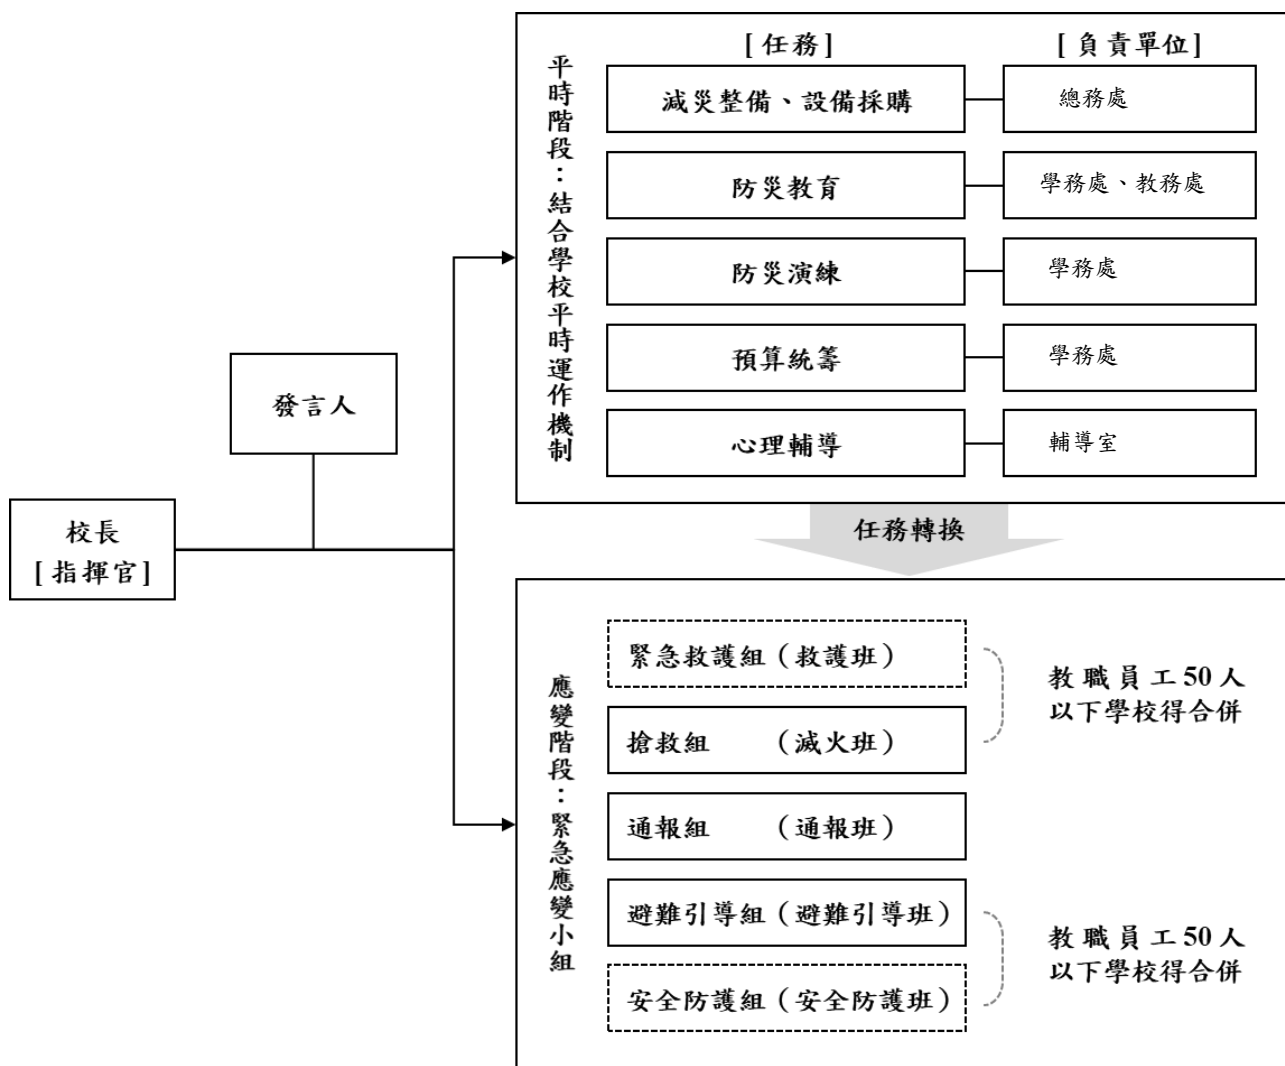 校長
[指揮官]
發言人
平時階段：結合學校平時運作機制
[任務]
[負責單位]
減災整備、設備採購
總務處
防災教育
學務處、教務處
防災演練
學務處
預算統籌
學務處
心理輔導
輔導室
任務轉換
應變階段：緊急應變小組
緊急救護組（救護班）
搶救組　　（滅火班）
教職員工50人
以下學校得合併
通報組　　（通報班）
避難引導組（避難引導班）
安全防護組（安全防護班）
教職員工50人
以下學校得合併